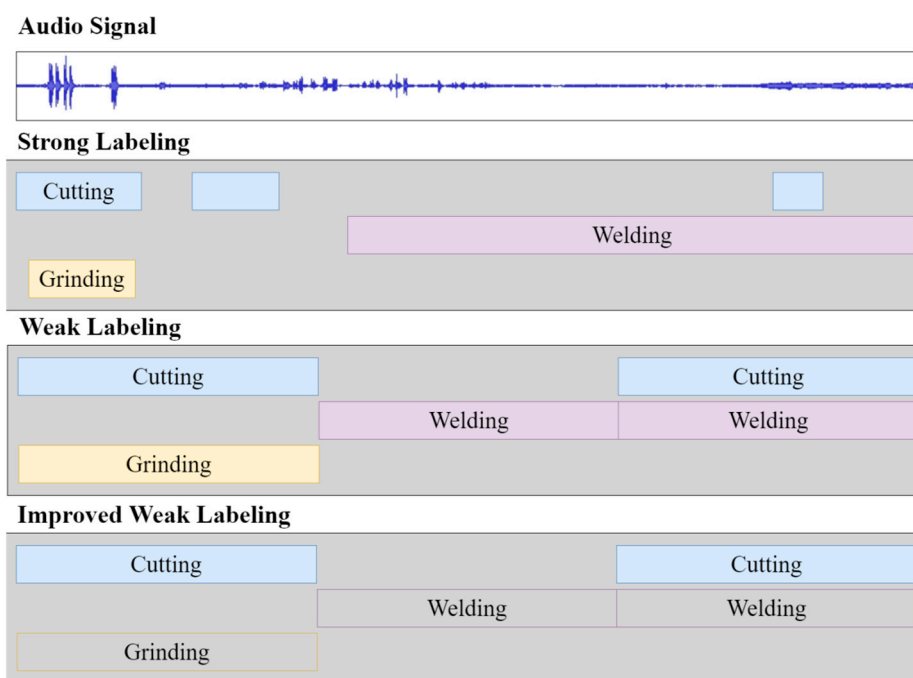 Audio Signal
Strong Labeling
Cutting
Welding
Grinding
Weak Labeling
Cutting Cutting
Welding Welding
Grinding
Improved Weak Labeling
Cutting Cutting
Welding Welding
Grinding